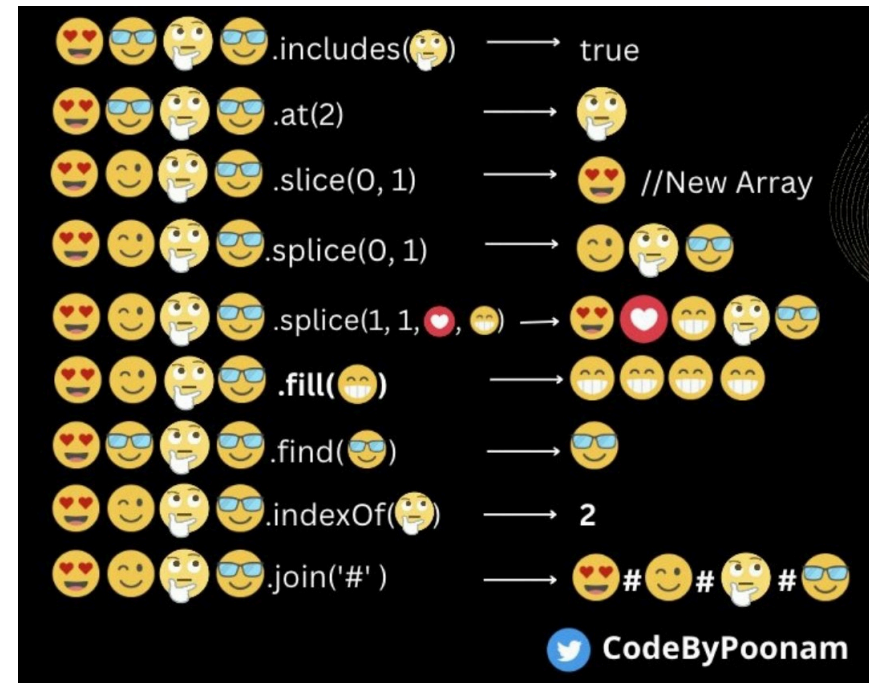 😍😎🤔😎.includes(🤔) → true
😍😎🤔😎.at(2) → 🤔
😍😉🤔😎.slice(0, 1) → 😍 //New Array
😍😉🤔😎.splice(0, 1) → 😉🤔😎
😍😉🤔😎.splice(1, 1,❤, 😁) → 😍❤😁🤔😎
😍😉🤔😎.fill(😁) → 😁😁😁😁
😍😎🤔😎.find(😎) → 😎
😍😉🤔😎.indexOf(🤔) → 2
😍😉🤔😎.join('#' ) → 😍#😉#🤔#😎
CodeByPoonam